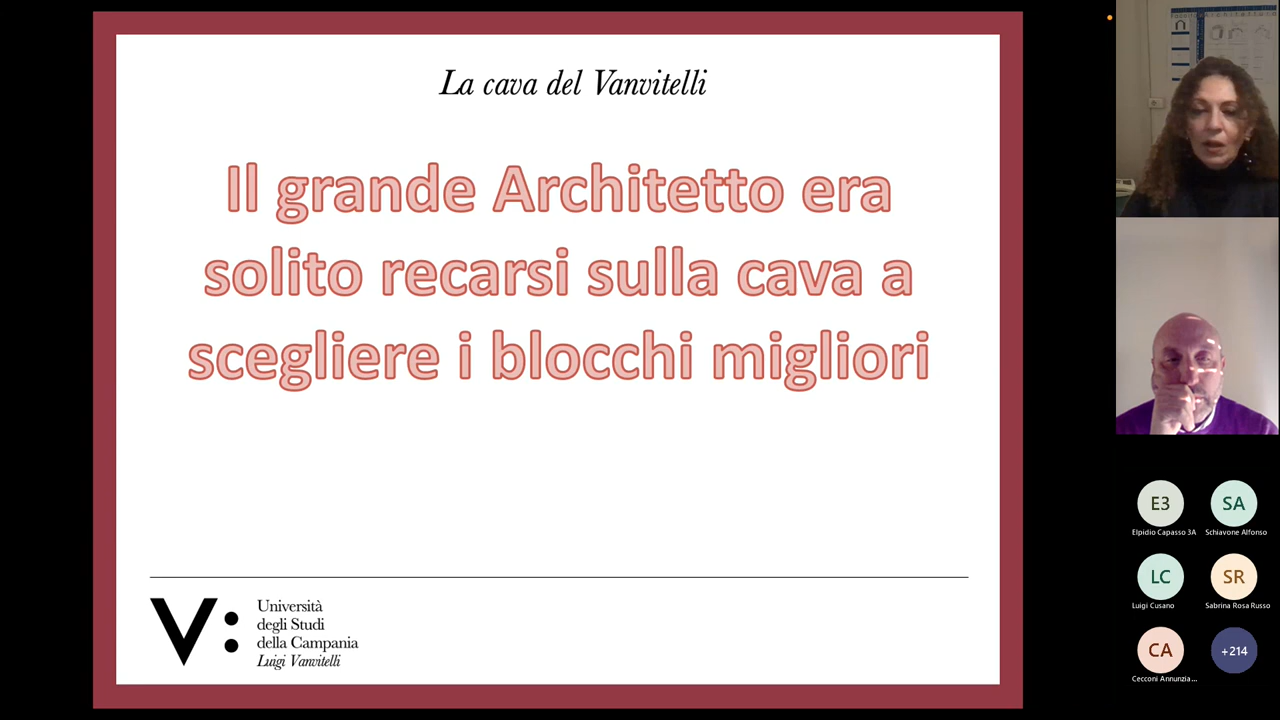 La cava del Vanvitelli
Il grande Architetto era
solito recarsi sulla cava a
scegliere i blocchi migliori
V:
Università
degli Studi
della Campania
Luigi Vanvitelli
E3
SA
Elpidio Capasso 3A
Schiavone Alfonso
LC
SR
Luigi Cusano
Sabrina Rosa Russo
CA
+214
Cecconi Annunzia...